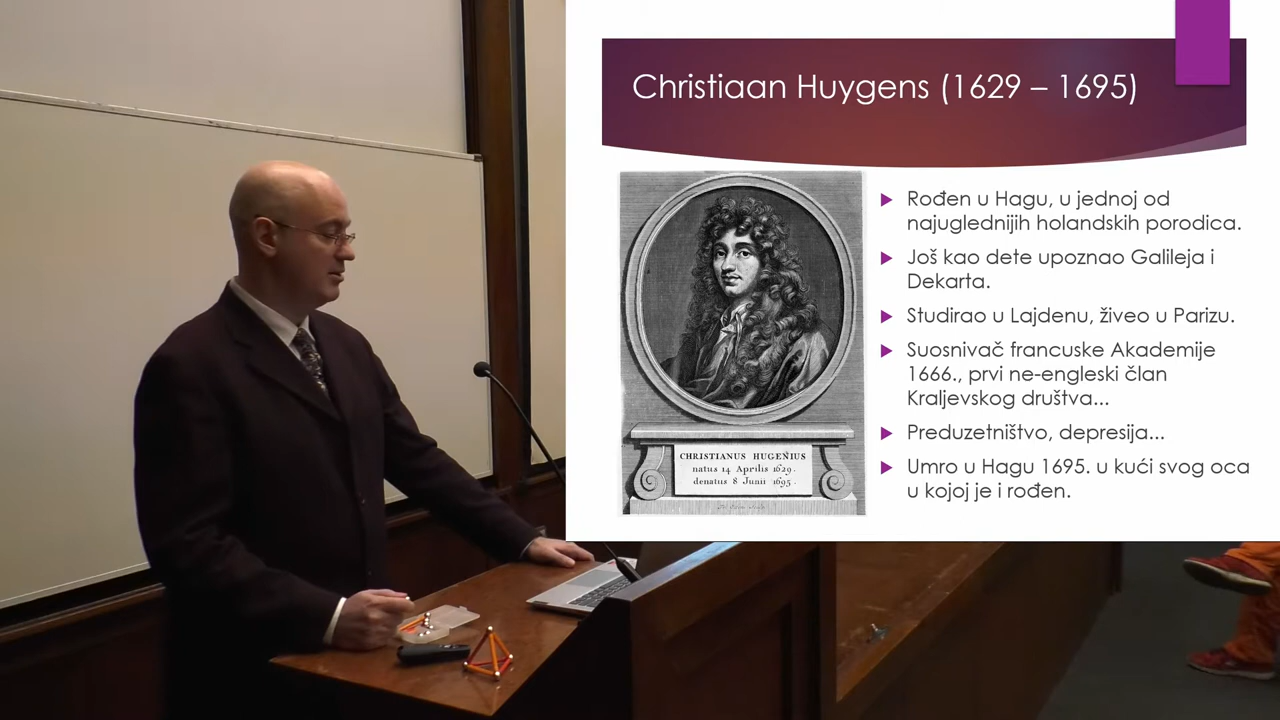 Christiaan Huygens (1629 – 1695)
Rođen u Hagu, u jednoj od
najuglednijih holandskih porodica.
Još kao dete upoznao Galileja i
Dekarta.
Studirao u Lajdenu, živeo u Parizu.
Suosnivač francuske Akademije
1666., prvi ne-engleski član
Kraljevskog društva...
Preduzetništvo, depresija...
Umro u Hagu 1695. u kući svog oca
u kojoj je i rođen.
CHRISTIANUS HUGENIUS
natus 14 Aprilis 1629.
denatus 8 Junii 1695.